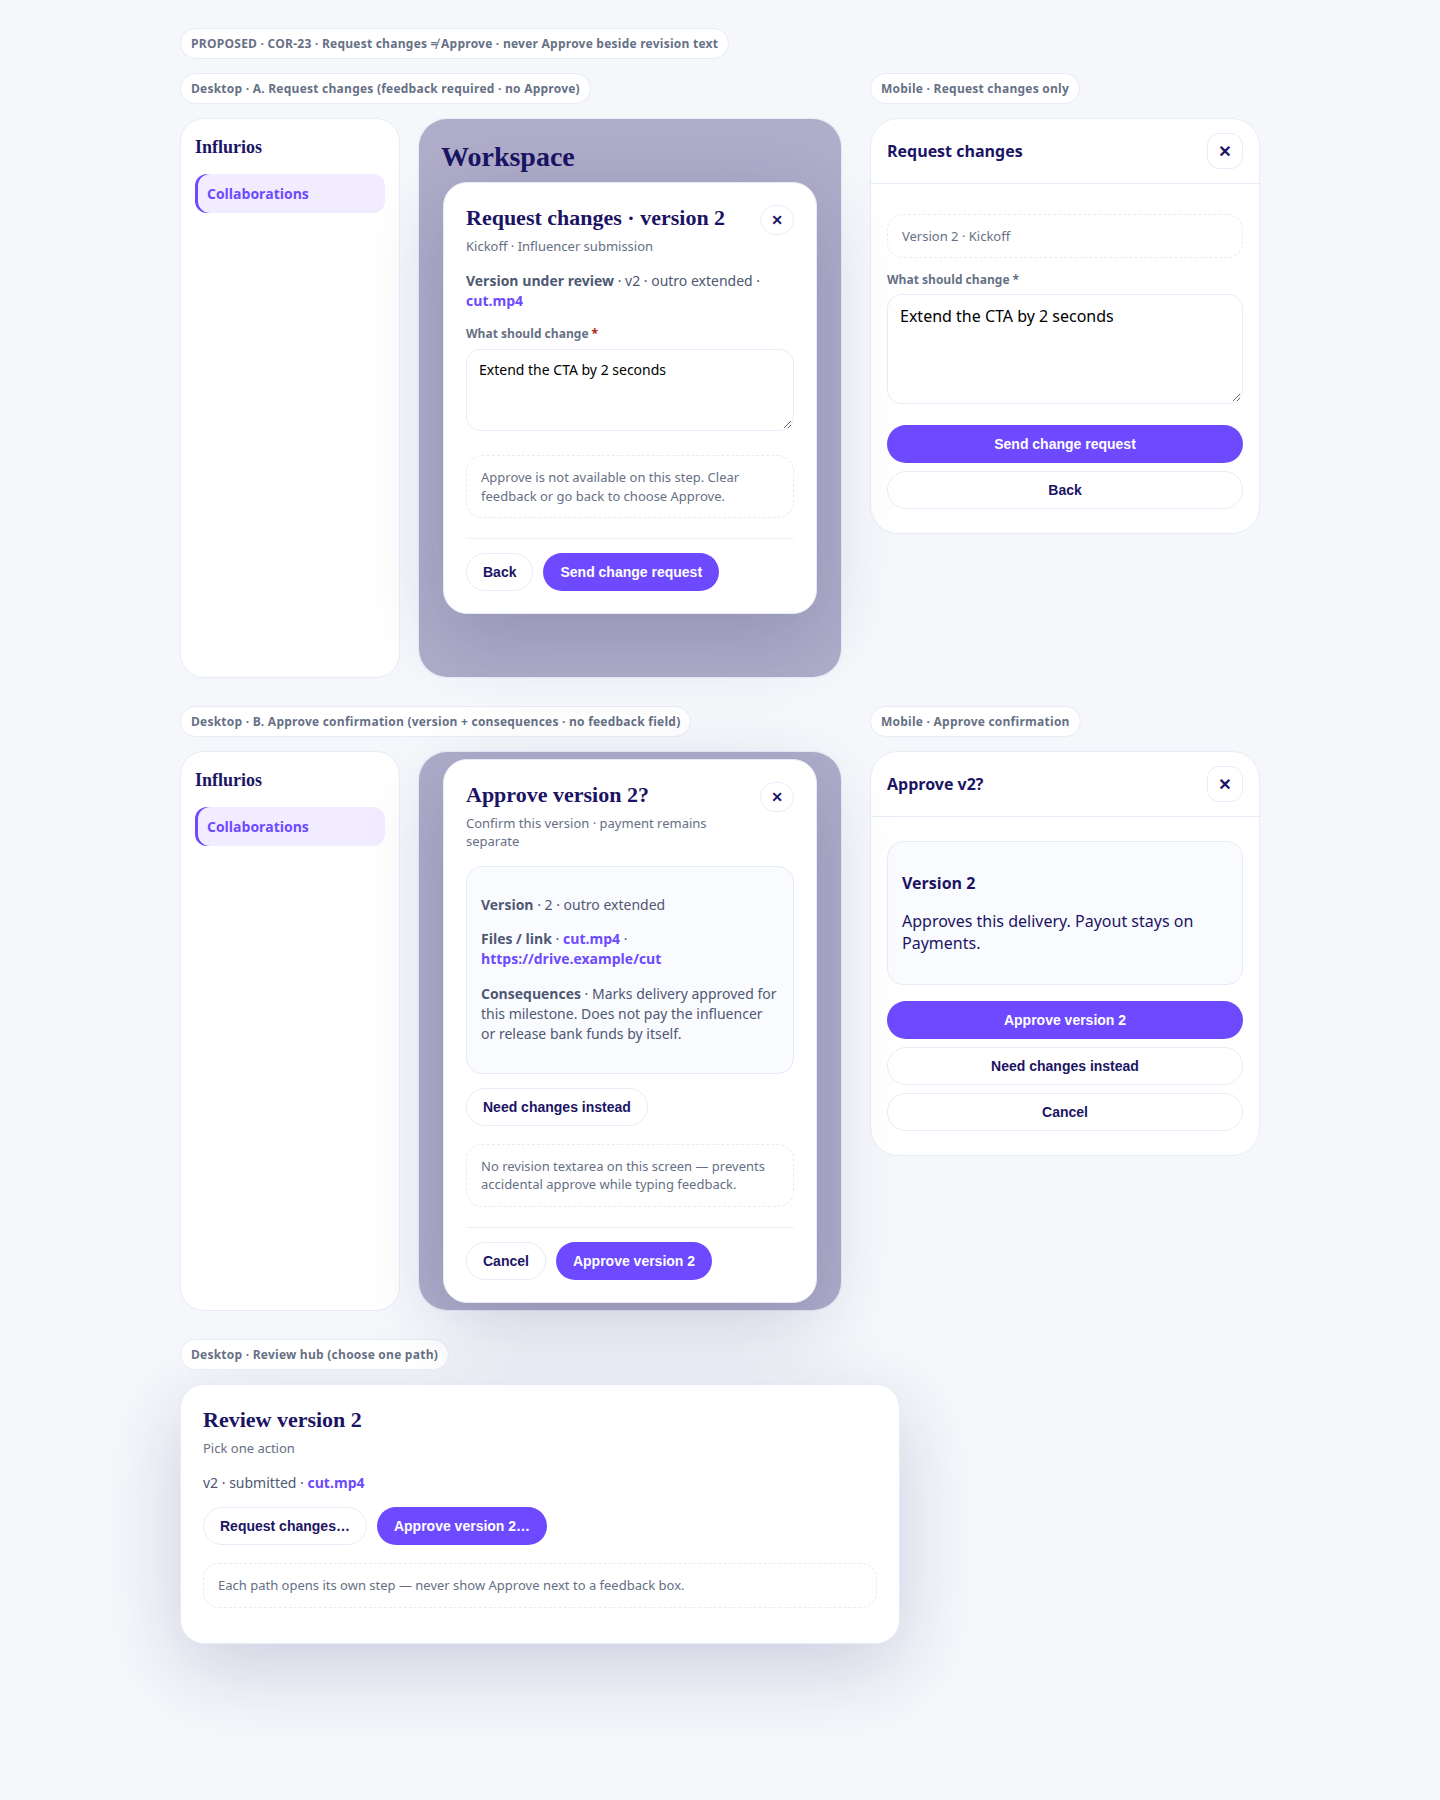 PROPOSED · COR-23 · Request changes ≠ Approve · never Approve beside revision text
Desktop · A. Request changes (feedback required · no Approve)
Influrios
Collaborations
Workspace
Request changes · version 2
✕
Kickoff · Influencer submission
Version under review · v2 · outro extended ·
cut.mp4
What should change *
Extend the CTA by 2 seconds
Approve is not available on this step. Clear
feedback or go back to choose Approve.
Back
Send change request
Mobile · Request changes only
Request changes
✕
Version 2 · Kickoff
What should change *
Extend the CTA by 2 seconds
Send change request
Back
Desktop · B. Approve confirmation (version + consequences · no feedback field)
Influrios
Collaborations
Approve version 2?
✕
Confirm this version · payment remains
separate
Version · 2 · outro extended
Files / link · cut.mp4 ·
https://drive.example/cut
Consequences · Marks delivery approved for
this milestone. Does not pay the influencer
or release bank funds by itself.
Need changes instead
No revision textarea on this screen — prevents
accidental approve while typing feedback.
Cancel
Approve version 2
Mobile · Approve confirmation
Approve v2?
✕
Version 2
Approves this delivery. Payout stays on
Payments.
Approve version 2
Need changes instead
Cancel
Desktop · Review hub (choose one path)
Review version 2
Pick one action
v2 · submitted · cut.mp4
Request changes…
Approve version 2…
Each path opens its own step — never show Approve next to a feedback box.